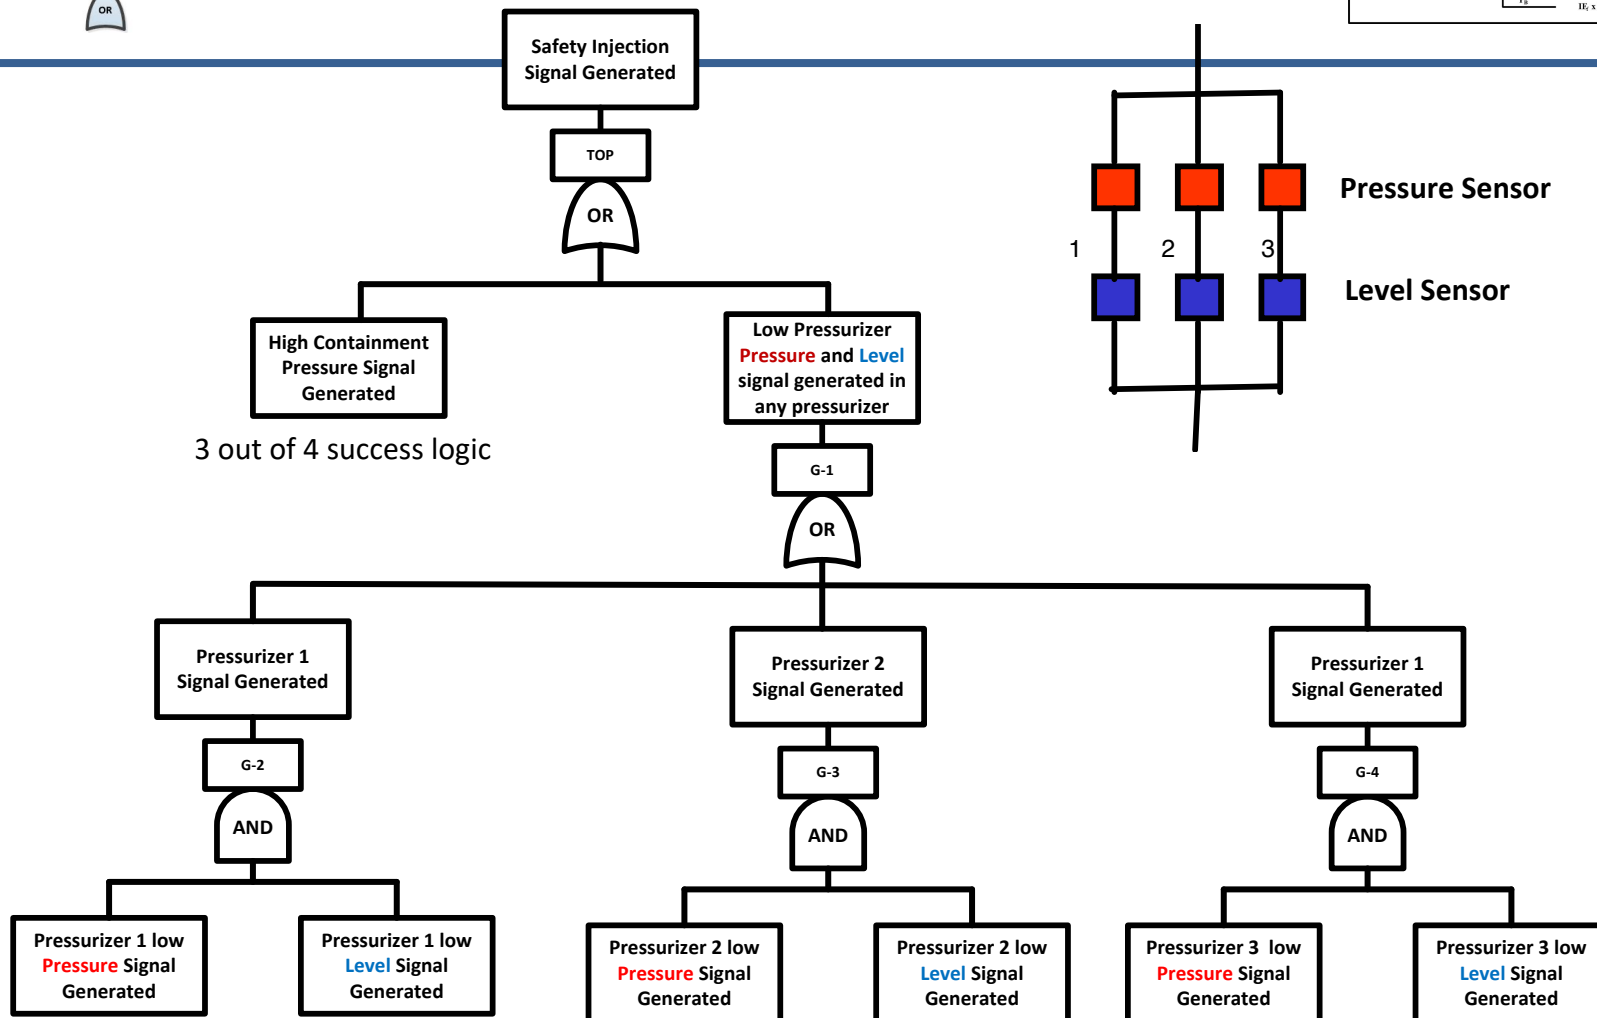 OR
IE
Safety Injection
Signal Generated
TOP
OR
High Containment
Pressure Signal
Generated
3 out of 4 success logic
Low Pressurizer
Pressure and Level
signal generated in
any pressurizer
G-1
OR
1
2
3
Pressure Sensor
Level Sensor
Pressurizer 1
Signal Generated
G-2
AND
Pressurizer 2
Signal Generated
G-3
AND
Pressurizer 1
Signal Generated
G-4
AND
Pressurizer 1 low
Pressure Signal
Generated
Pressurizer 1 low
Level Signal
Generated
Pressurizer 2 low
Pressure Signal
Generated
Pressurizer 2 low
Level Signal
Generated
Pressurizer 3 low
Pressure Signal
Generated
Pressurizer 3 low
Level Signal
Generated